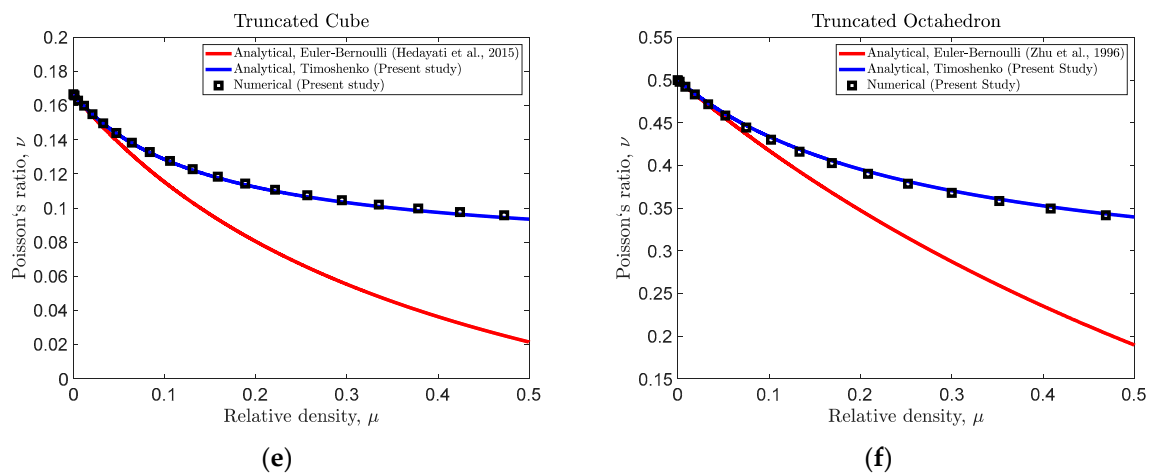 Truncated Cube
0.2
0.18
0.16
0.14
0.12
0.1
0.08
0.06
0.04
0.02
0
Poisson‘s ratio, ν
Analytical, Euler-Bernoulli (Hedayati et al., 2015)
Analytical, Timoshenko (Present study)
Numerical (Present study)
0 0.1 0.2 0.3 0.4 0.5
Relative density, μ
(e)
Truncated Octahedron
0.55
0.5
0.45
0.4
0.35
0.3
0.25
0.2
0.15
Poisson‘s ratio, ν
Analytical, Euler-Bernoulli (Zhu et al., 1996)
Analytical, Timoshenko (Present Study)
Numerical (Present Study)
0 0.1 0.2 0.3 0.4 0.5
Relative density, μ
(f)